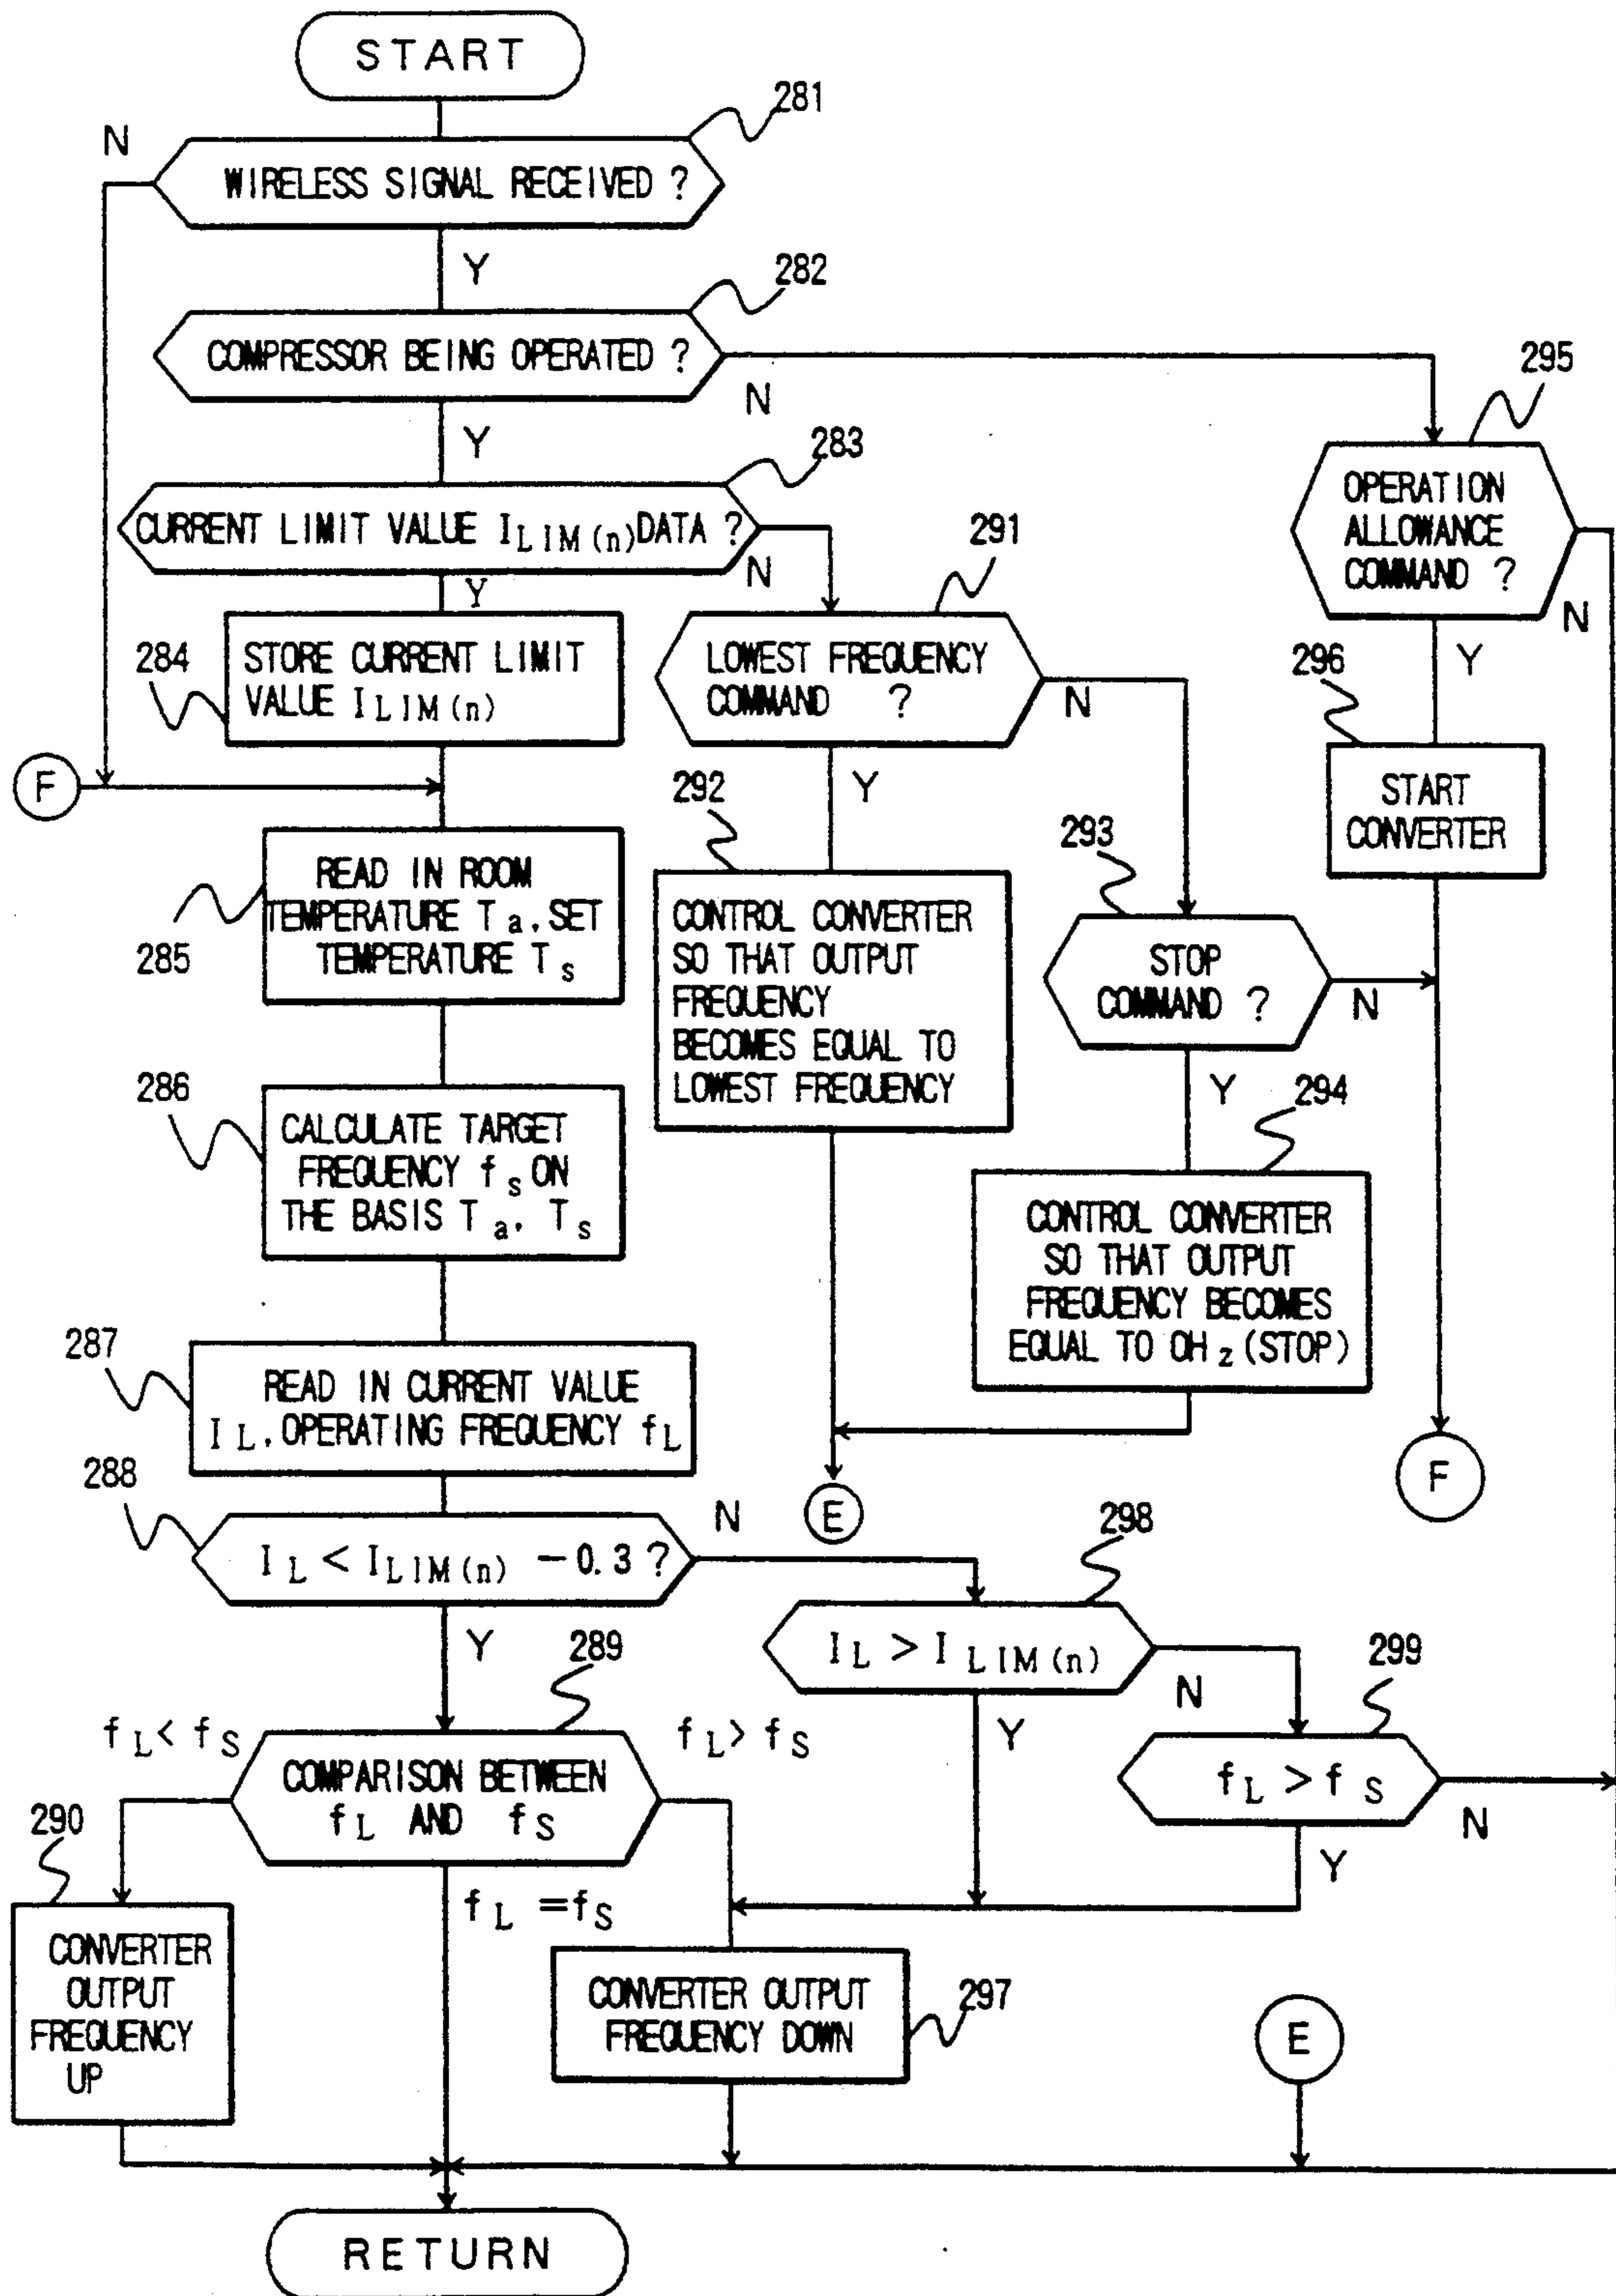 START
281
N
WIRELESS SIGNAL RECEIVED ?
Y
282
COMPRESSOR BEING OPERATED ?
N
295
Y
283
OPERATION
ALLOWANCE
COMMAND ?
N
Y
CURRENT LIMIT VALUE I LIM(n) DATA ?
N
291
Y
284
STORE CURRENT LIMIT
VALUE I LIM(n)
LOWEST FREQUENCY
COMMAND ?
N
Y
296
START
CONVERTER
F
292
293
285
READ IN ROOM
TEMPERATURE Ta, SET
TEMPERATURE Ts
CONTROL CONVERTER
SO THAT OUTPUT
FREQUENCY
BECOMES EQUAL TO
LOWEST FREQUENCY
STOP
COMMAND ?
N
Y
294
286
CALCULATE TARGET
FREQUENCY fs ON
THE BASIS Ta, Ts
CONTROL CONVERTER
SO THAT OUTPUT
FREQUENCY BECOMES
EQUAL TO 0Hz (STOP)
287
READ IN CURRENT VALUE
IL, OPERATING FREQUENCY fL
E
F
288
IL < I LIM(n) -0.3 ?
N
298
Y
289
IL > I LIM(n)
N
299
Y
fL< fS
fL> fS
COMPARISON BETWEEN
fL AND fS
fL > fS
N
Y
290
fL =fS
CONVERTER
OUTPUT
FREQUENCY
UP
CONVERTER OUTPUT
FREQUENCY DOWN
297
E
RETURN